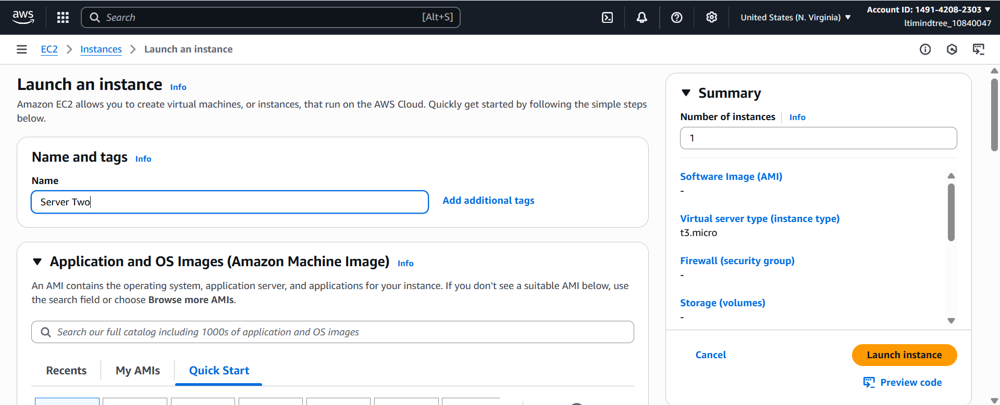 aws
Search [Alt+S]
United States (N. Virginia)
Account ID: 1491-4208-2303
ltimindtree_10840047
EC2
Instances
Launch an instance
Launch an instance Info
Amazon EC2 allows you to create virtual machines, or instances, that run on the AWS Cloud. Quickly get started by following the simple steps
below.
Name and tags Info
Name
Server Two
Add additional tags
Application and OS Images (Amazon Machine Image) Info
An AMI contains the operating system, application server, and applications for your instance. If you don't see a suitable AMI below, use
the search field or choose Browse more AMIs.
Search our full catalog including 1000s of application and OS images
Recents
My AMIs
Quick Start
Summary
Number of instances Info
1
Software Image (AMI)
-
Virtual server type (instance type)
t3.micro
Firewall (security group)
-
Storage (volumes)
-
Cancel
Launch instance
Preview code